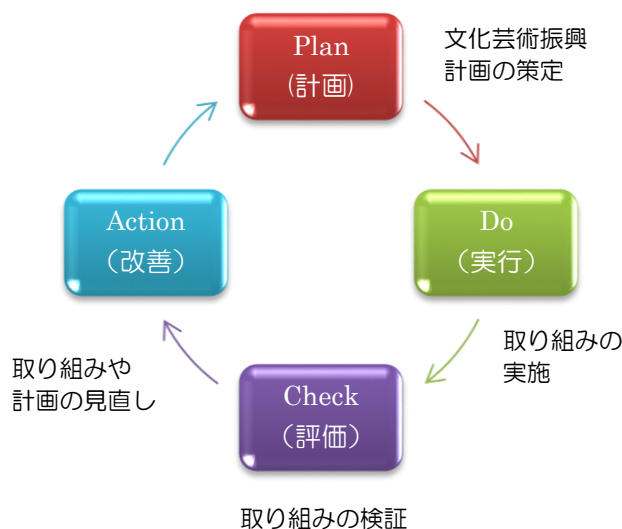 Plan
(計画)
文化芸術振興
計画の策定
Do
(実行)
取り組みの
実施
Check
(評価)
取り組みの検証
Action
(改善)
取り組みや
計画の見直し